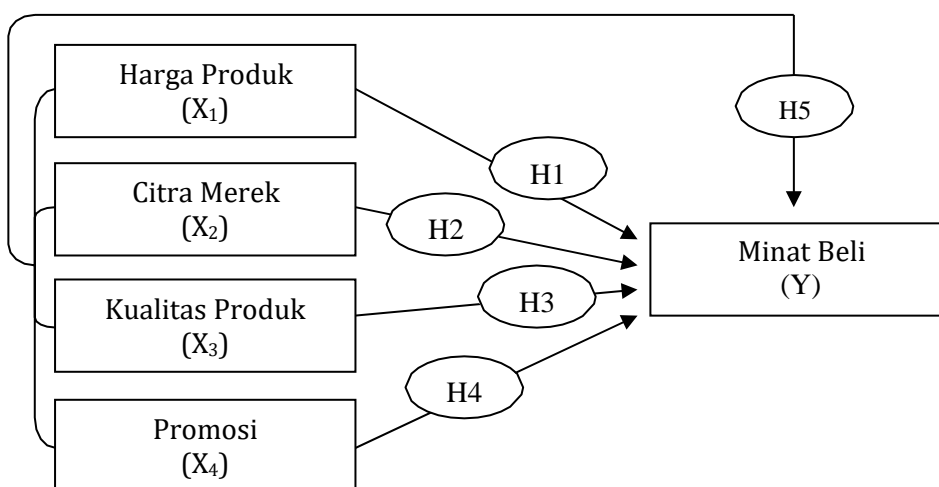 Harga Produk
(X₁)
H5
H1
Citra Merek
(X₂)
H2
Minat Beli
(Y)
Kualitas Produk
(X₃)
H3
H4
Promosi
(X₄)